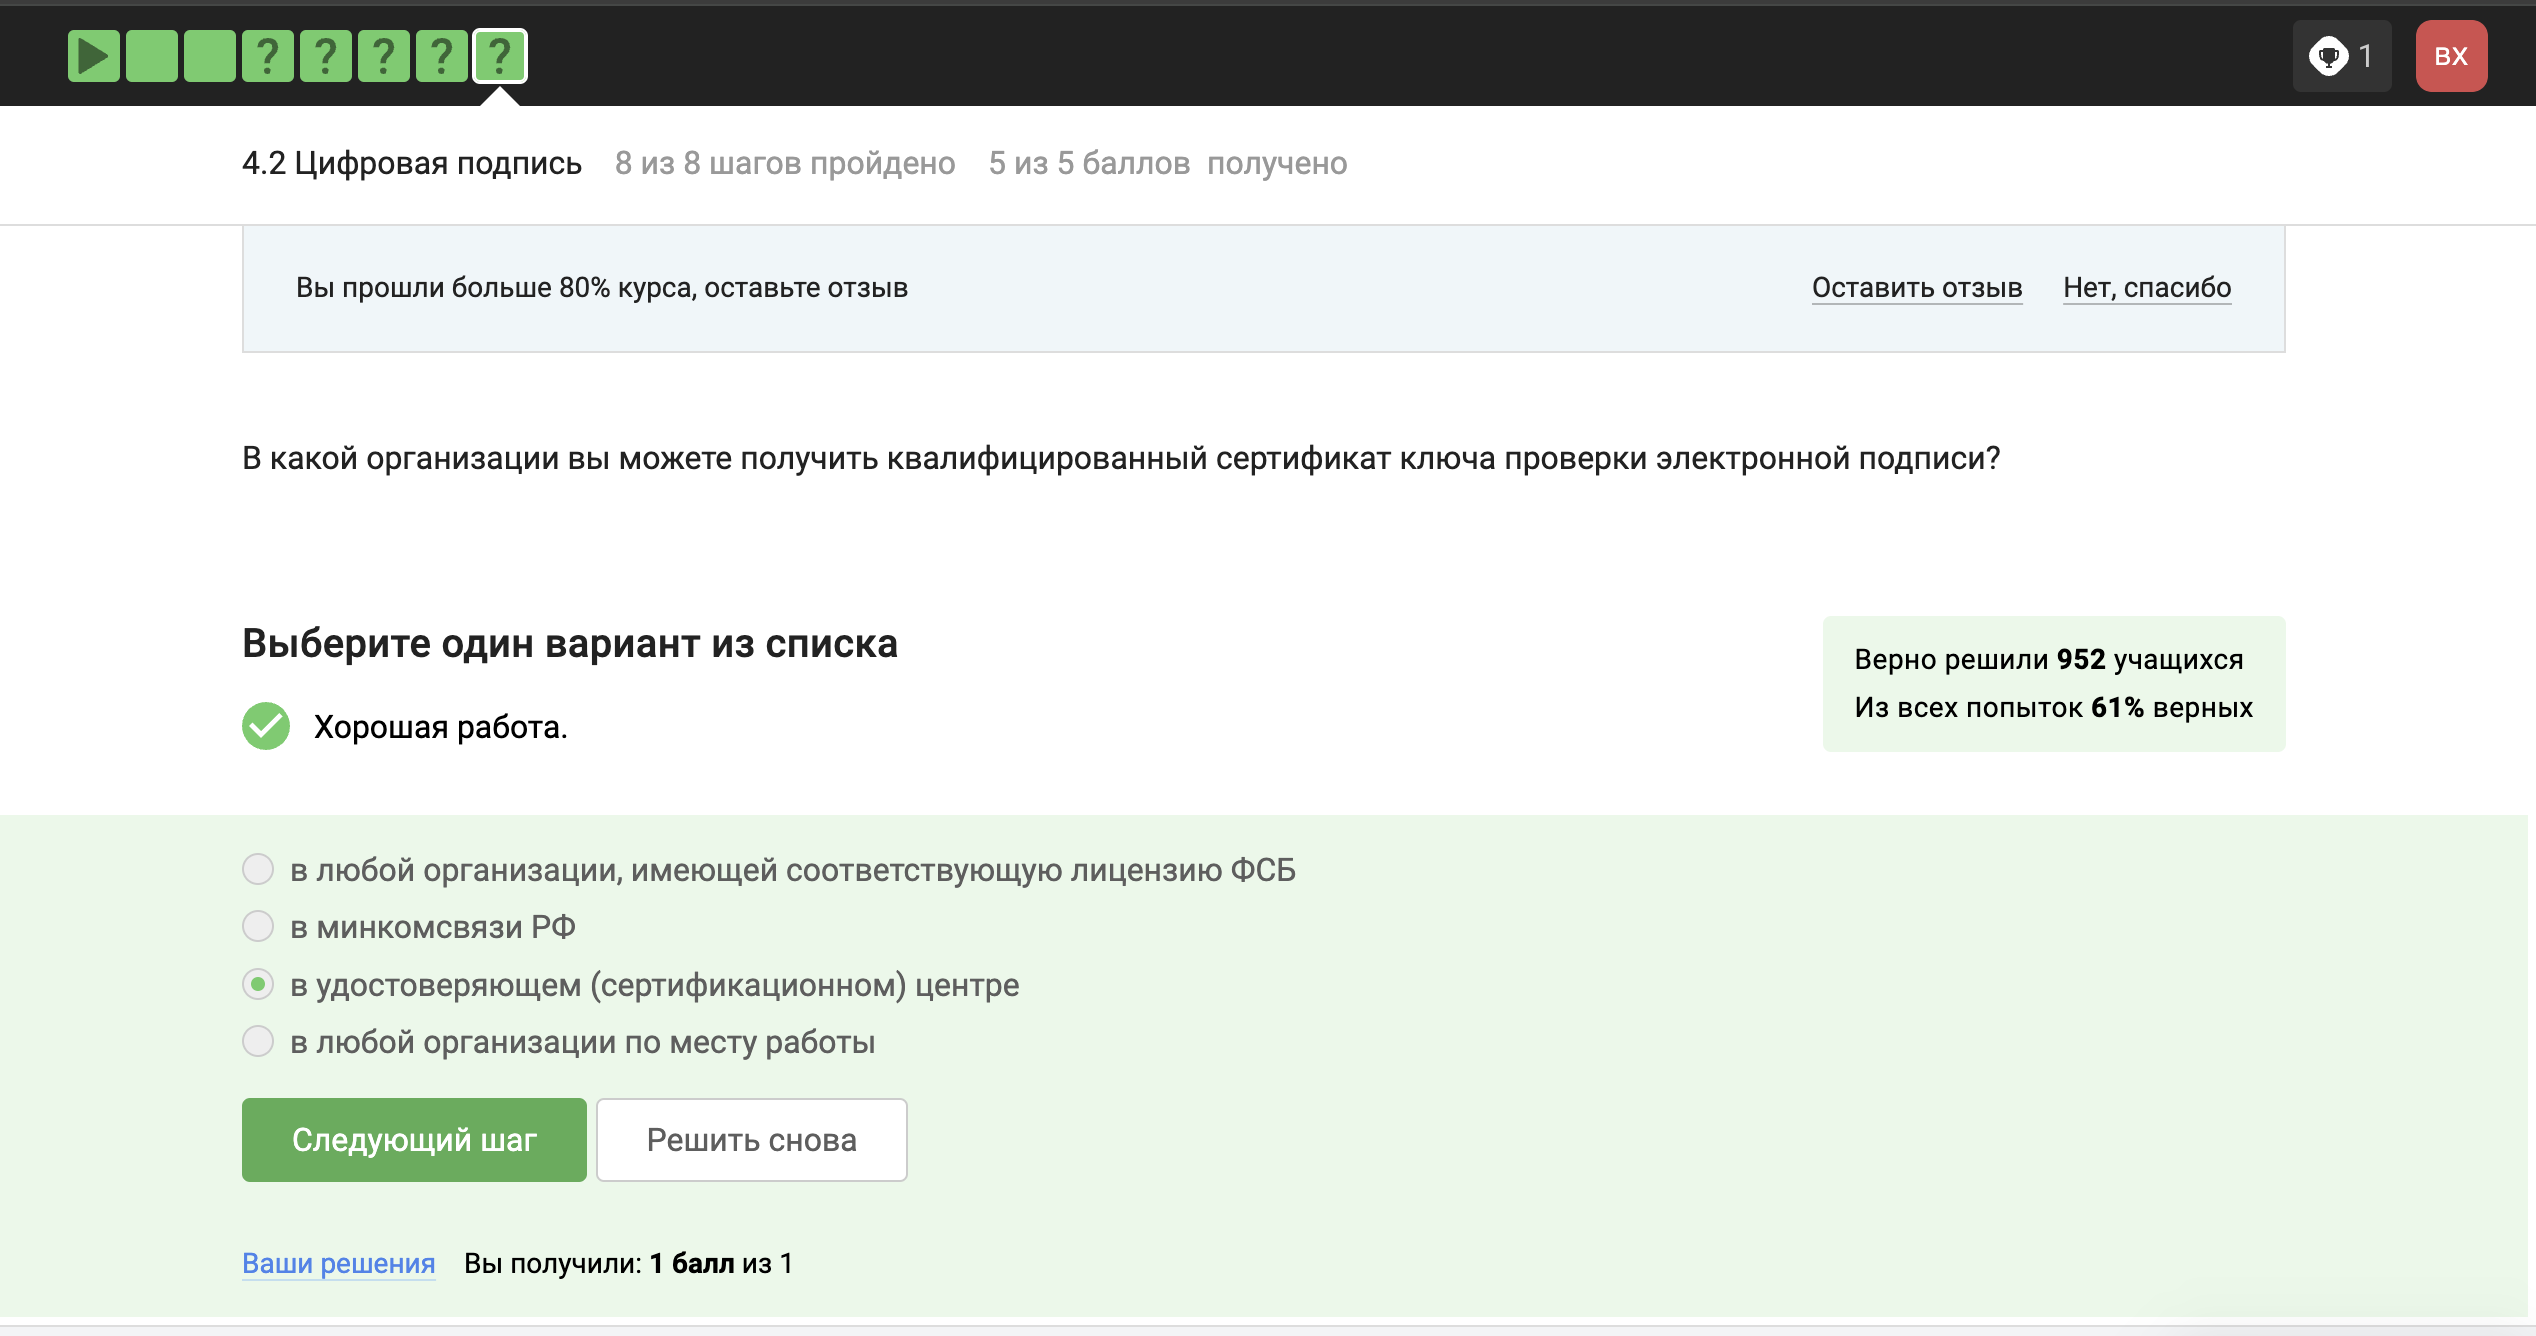 ? ? ? ? ?
1
ВХ
4.2 Цифровая подпись 8 из 8 шагов пройдено 5 из 5 баллов получено
Вы прошли больше 80% курса, оставьте отзыв Оставить отзыв Нет, спасибо
В какой организации вы можете получить квалифицированный сертификат ключа проверки электронной подписи?
Выберите один вариант из списка
Верно решили 952 учащихся
Из всех попыток 61% верных
Хорошая работа.
в любой организации, имеющей соответствующую лицензию ФСБ
в минкомсвязи РФ
в удостоверяющем (сертификационном) центре
в любой организации по месту работы
Следующий шаг Решить снова
Ваши решения Вы получили: 1 балл из 1